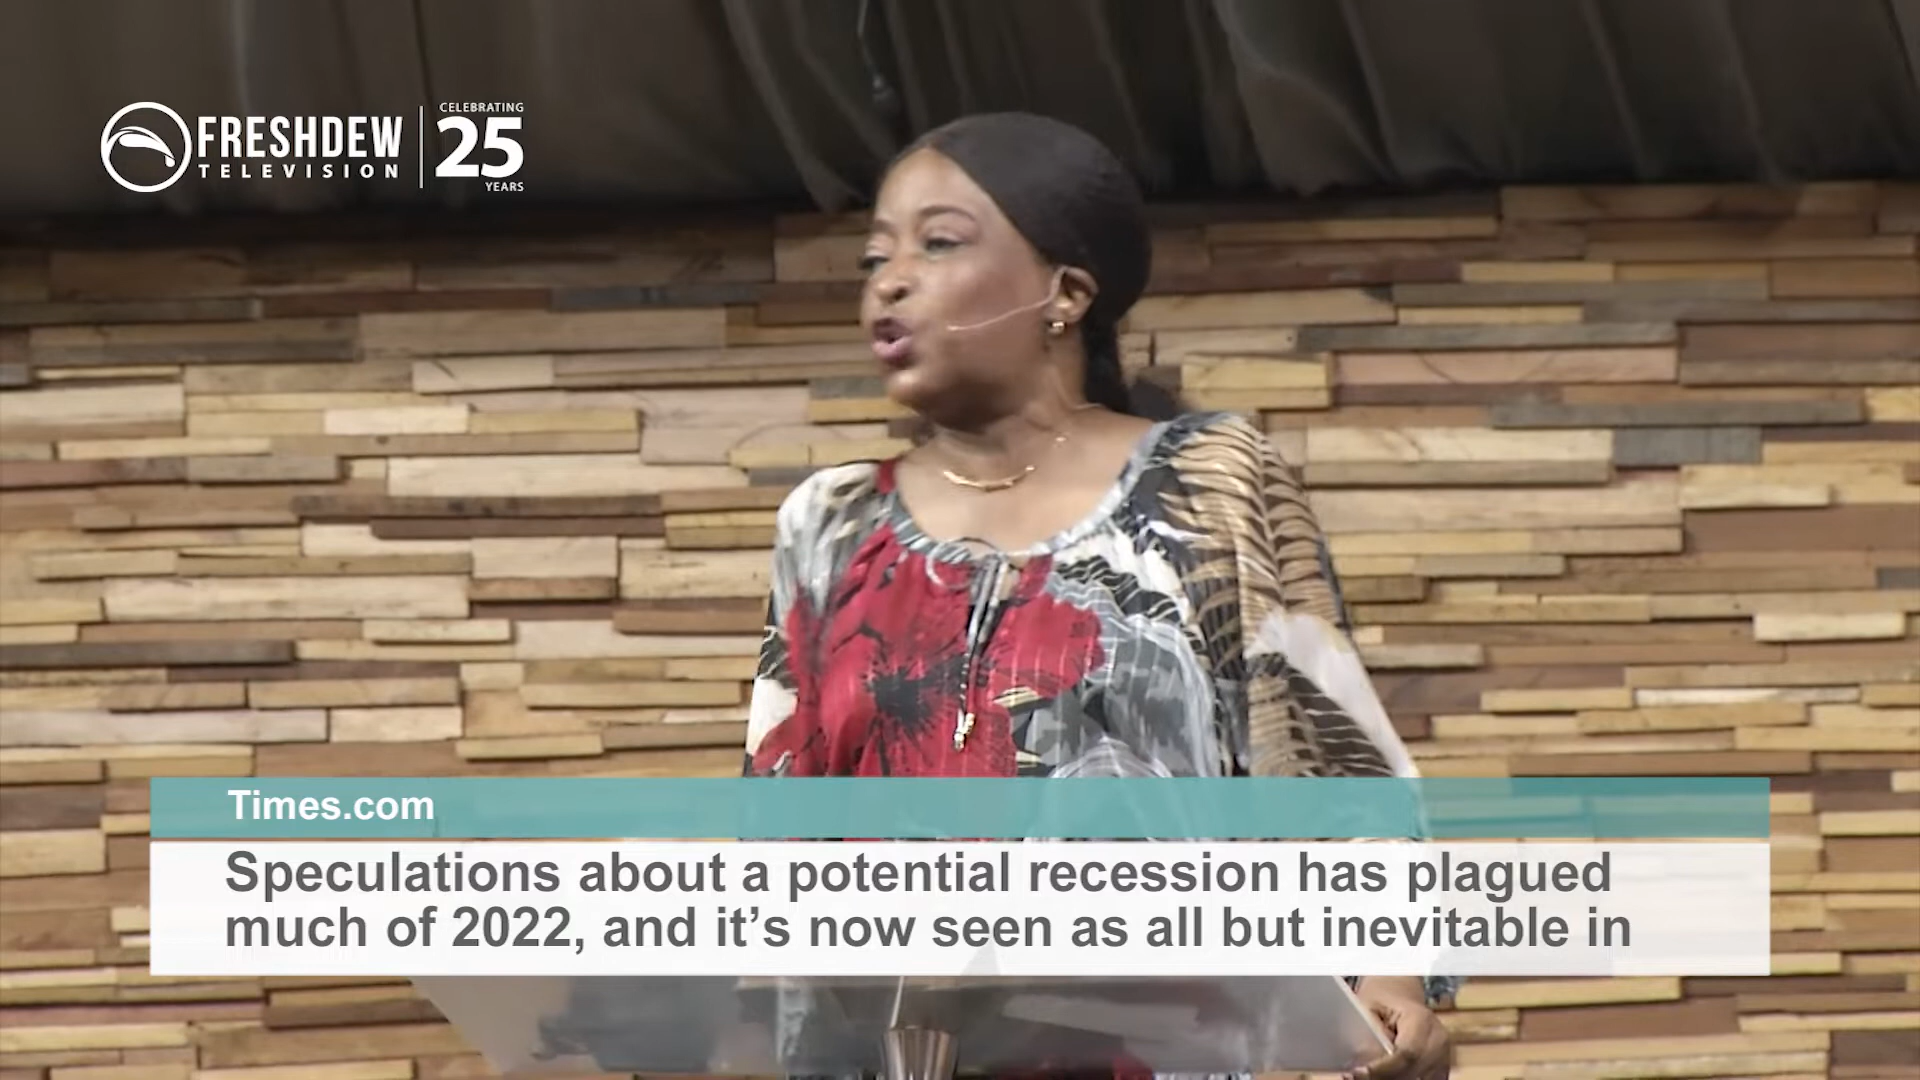 FRESHDEW
TELEVISION
CELEBRATING
25
YEARS
Times.com
Speculations about a potential recession has plagued
much of 2022, and it’s now seen as all but inevitable in